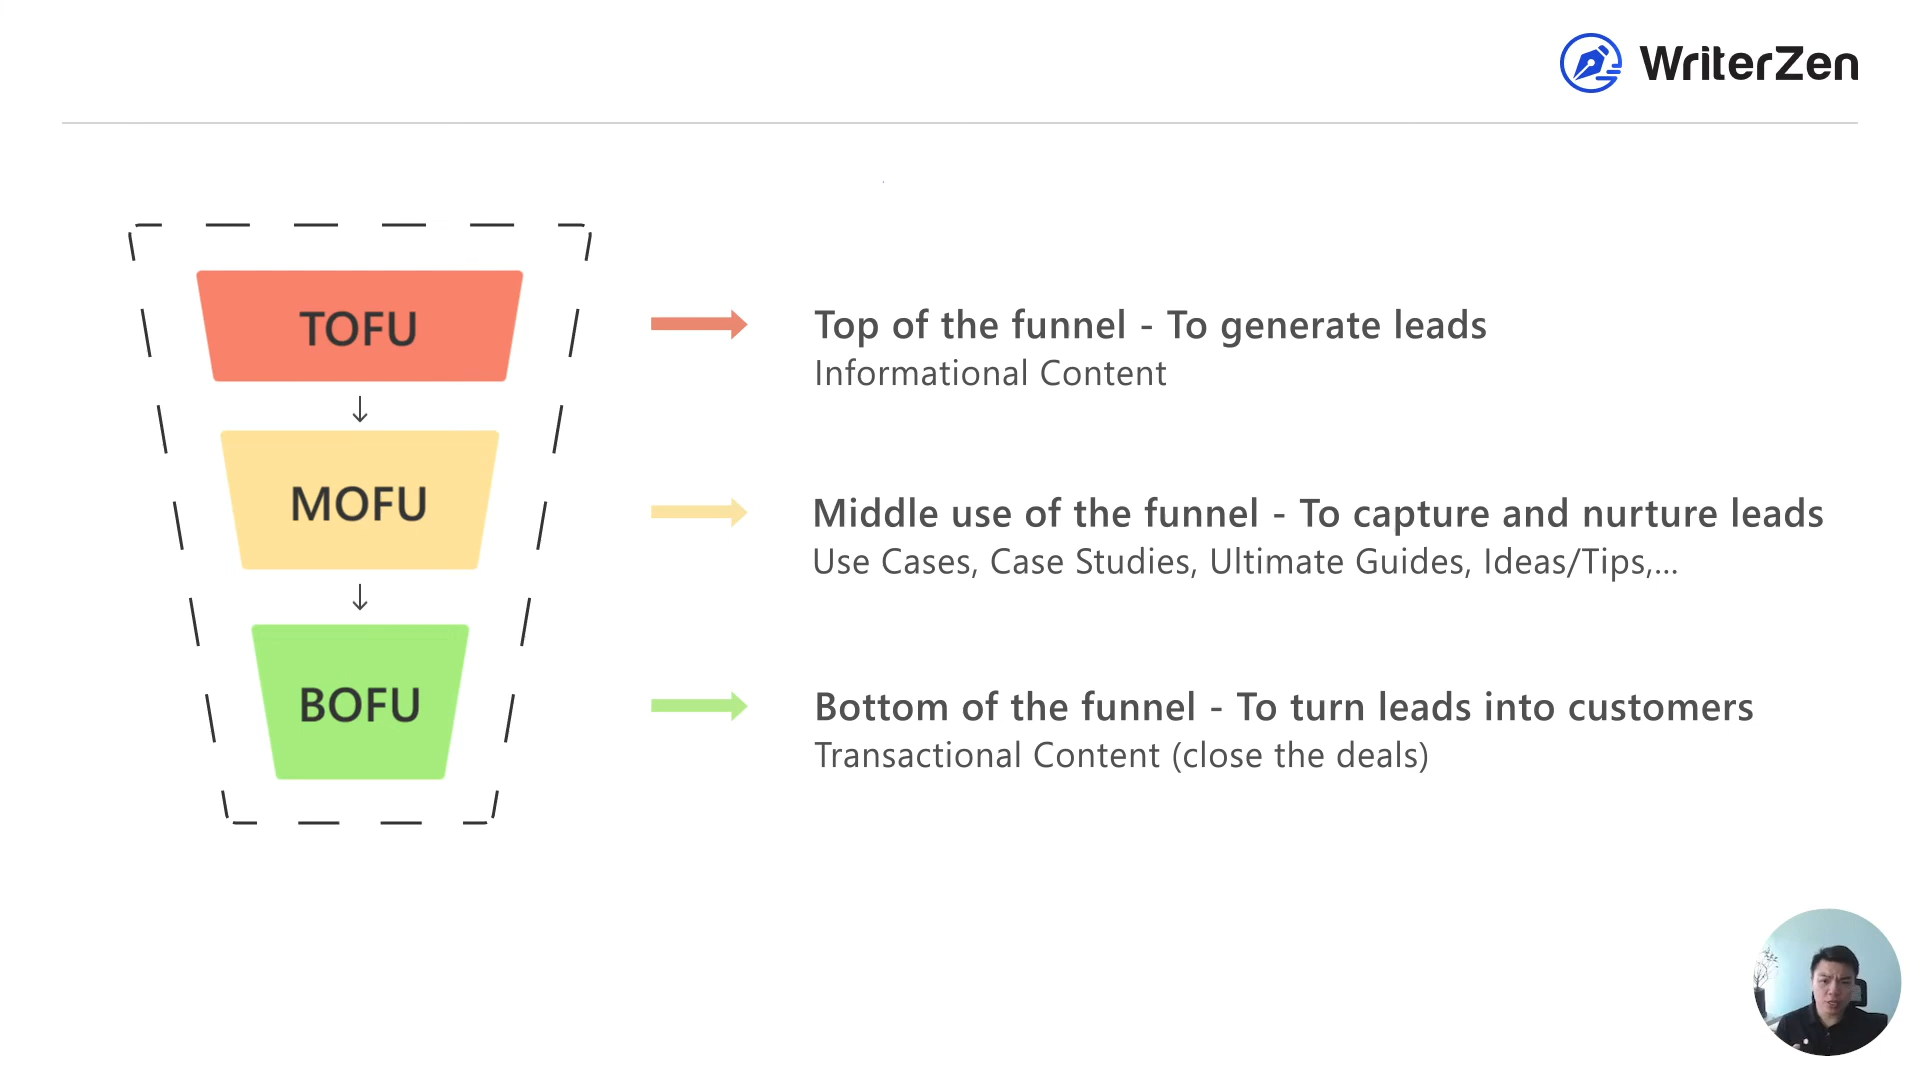 WriterZen
TOFU
Top of the funnel - To generate leads
Informational Content
MOFU
Middle use of the funnel - To capture and nurture leads
Use Cases, Case Studies, Ultimate Guides, Ideas/Tips,...
BOFU
Bottom of the funnel - To turn leads into customers
Transactional Content (close the deals)